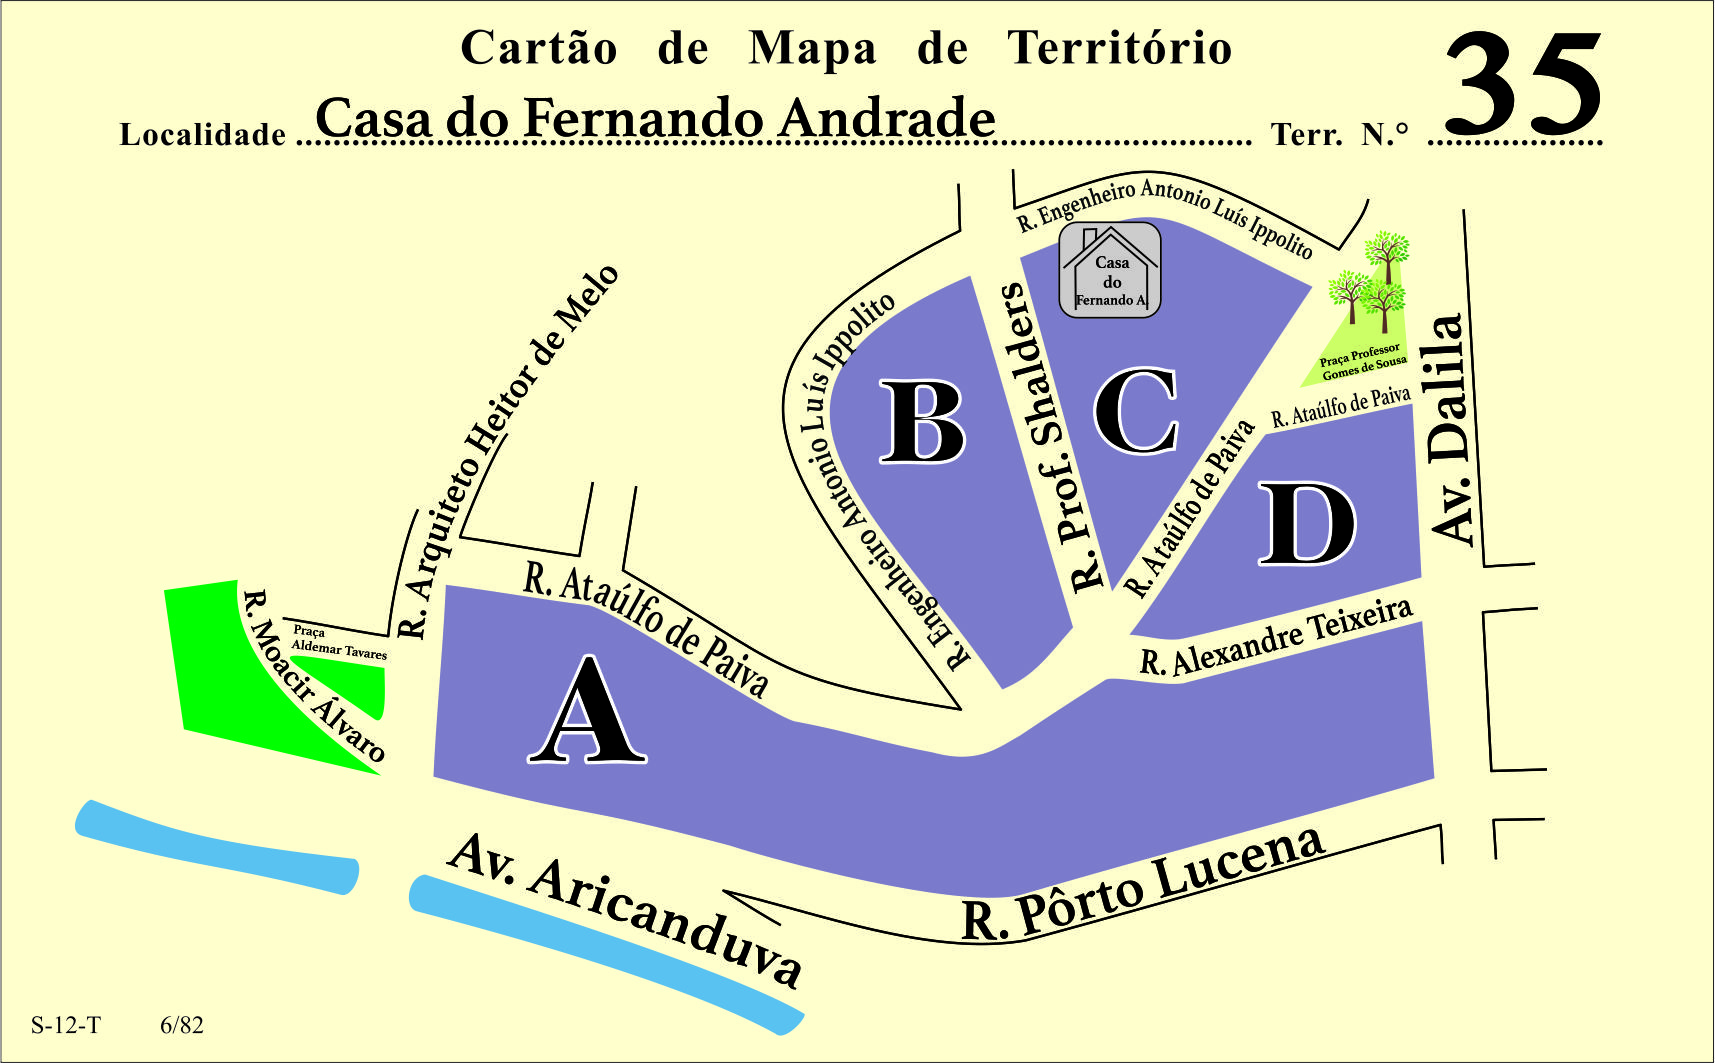 Cartão de Mapa de Território
35
Localidade Casa do Fernando Andrade Terr. N.°
R. Engenheiro Antonio Luís Ippolito
Casa
do
Fernando A.
R. Arquiteto Heitor de Melo
R. Engenheiro Antonio Luís Ippolito
R. Prof. Shalders
Praça Professor
Gomes de Sousa
Av. Dalila
B
C
R. Ataúlfo de Paiva
R. Ataúlfo de Paiva
D
R. Ataúlfo de Paiva
R. Moacir Álvaro
Praça
Aldemar Tavares
R. Alexandre Teixeira
A
Av. Aricanduva
R. Pôrto Lucena
S-12-T 6/82